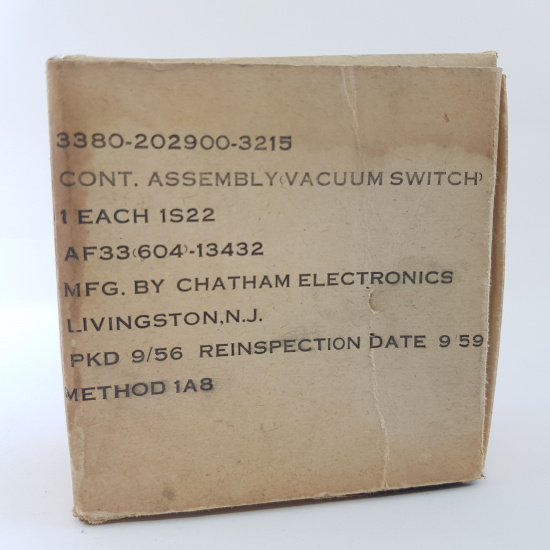 3380-202900-3215
CONT. ASSEMBLY(VACUUM SWITCH)
1 EACH 1S22
AF33(604)-13432
MFG. BY CHATHAM ELECTRONICS
LIVINGSTON,N.J.
PKD 9/56 REINSPECTION DATE 9/59
METHOD 1A8